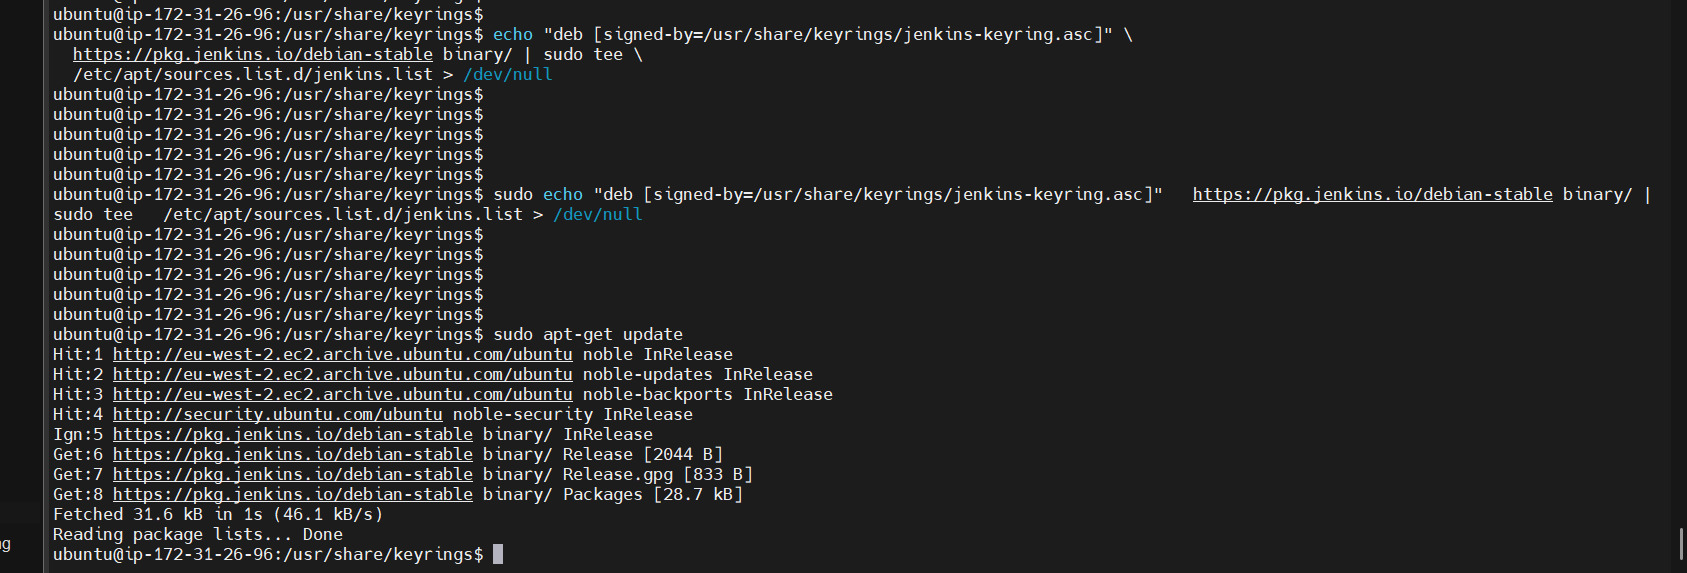 ubuntu@ip-172-31-26-96:/usr/share/keyrings$
ubuntu@ip-172-31-26-96:/usr/share/keyrings$ echo "deb [signed-by=/usr/share/keyrings/jenkins-keyring.asc]" \
  https://pkg.jenkins.io/debian-stable binary/ | sudo tee \
  /etc/apt/sources.list.d/jenkins.list > /dev/null
ubuntu@ip-172-31-26-96:/usr/share/keyrings$
ubuntu@ip-172-31-26-96:/usr/share/keyrings$
ubuntu@ip-172-31-26-96:/usr/share/keyrings$
ubuntu@ip-172-31-26-96:/usr/share/keyrings$
ubuntu@ip-172-31-26-96:/usr/share/keyrings$
ubuntu@ip-172-31-26-96:/usr/share/keyrings$ sudo echo "deb [signed-by=/usr/share/keyrings/jenkins-keyring.asc]"   https://pkg.jenkins.io/debian-stable binary/ |
sudo tee   /etc/apt/sources.list.d/jenkins.list > /dev/null
ubuntu@ip-172-31-26-96:/usr/share/keyrings$
ubuntu@ip-172-31-26-96:/usr/share/keyrings$
ubuntu@ip-172-31-26-96:/usr/share/keyrings$
ubuntu@ip-172-31-26-96:/usr/share/keyrings$
ubuntu@ip-172-31-26-96:/usr/share/keyrings$
ubuntu@ip-172-31-26-96:/usr/share/keyrings$ sudo apt-get update
Hit:1 http://eu-west-2.ec2.archive.ubuntu.com/ubuntu noble InRelease
Hit:2 http://eu-west-2.ec2.archive.ubuntu.com/ubuntu noble-updates InRelease
Hit:3 http://eu-west-2.ec2.archive.ubuntu.com/ubuntu noble-backports InRelease
Hit:4 http://security.ubuntu.com/ubuntu noble-security InRelease
Ign:5 https://pkg.jenkins.io/debian-stable binary/ InRelease
Get:6 https://pkg.jenkins.io/debian-stable binary/ Release [2044 B]
Get:7 https://pkg.jenkins.io/debian-stable binary/ Release.gpg [833 B]
Get:8 https://pkg.jenkins.io/debian-stable binary/ Packages [28.7 kB]
Fetched 31.6 kB in 1s (46.1 kB/s)
Reading package lists... Done
ubuntu@ip-172-31-26-96:/usr/share/keyrings$